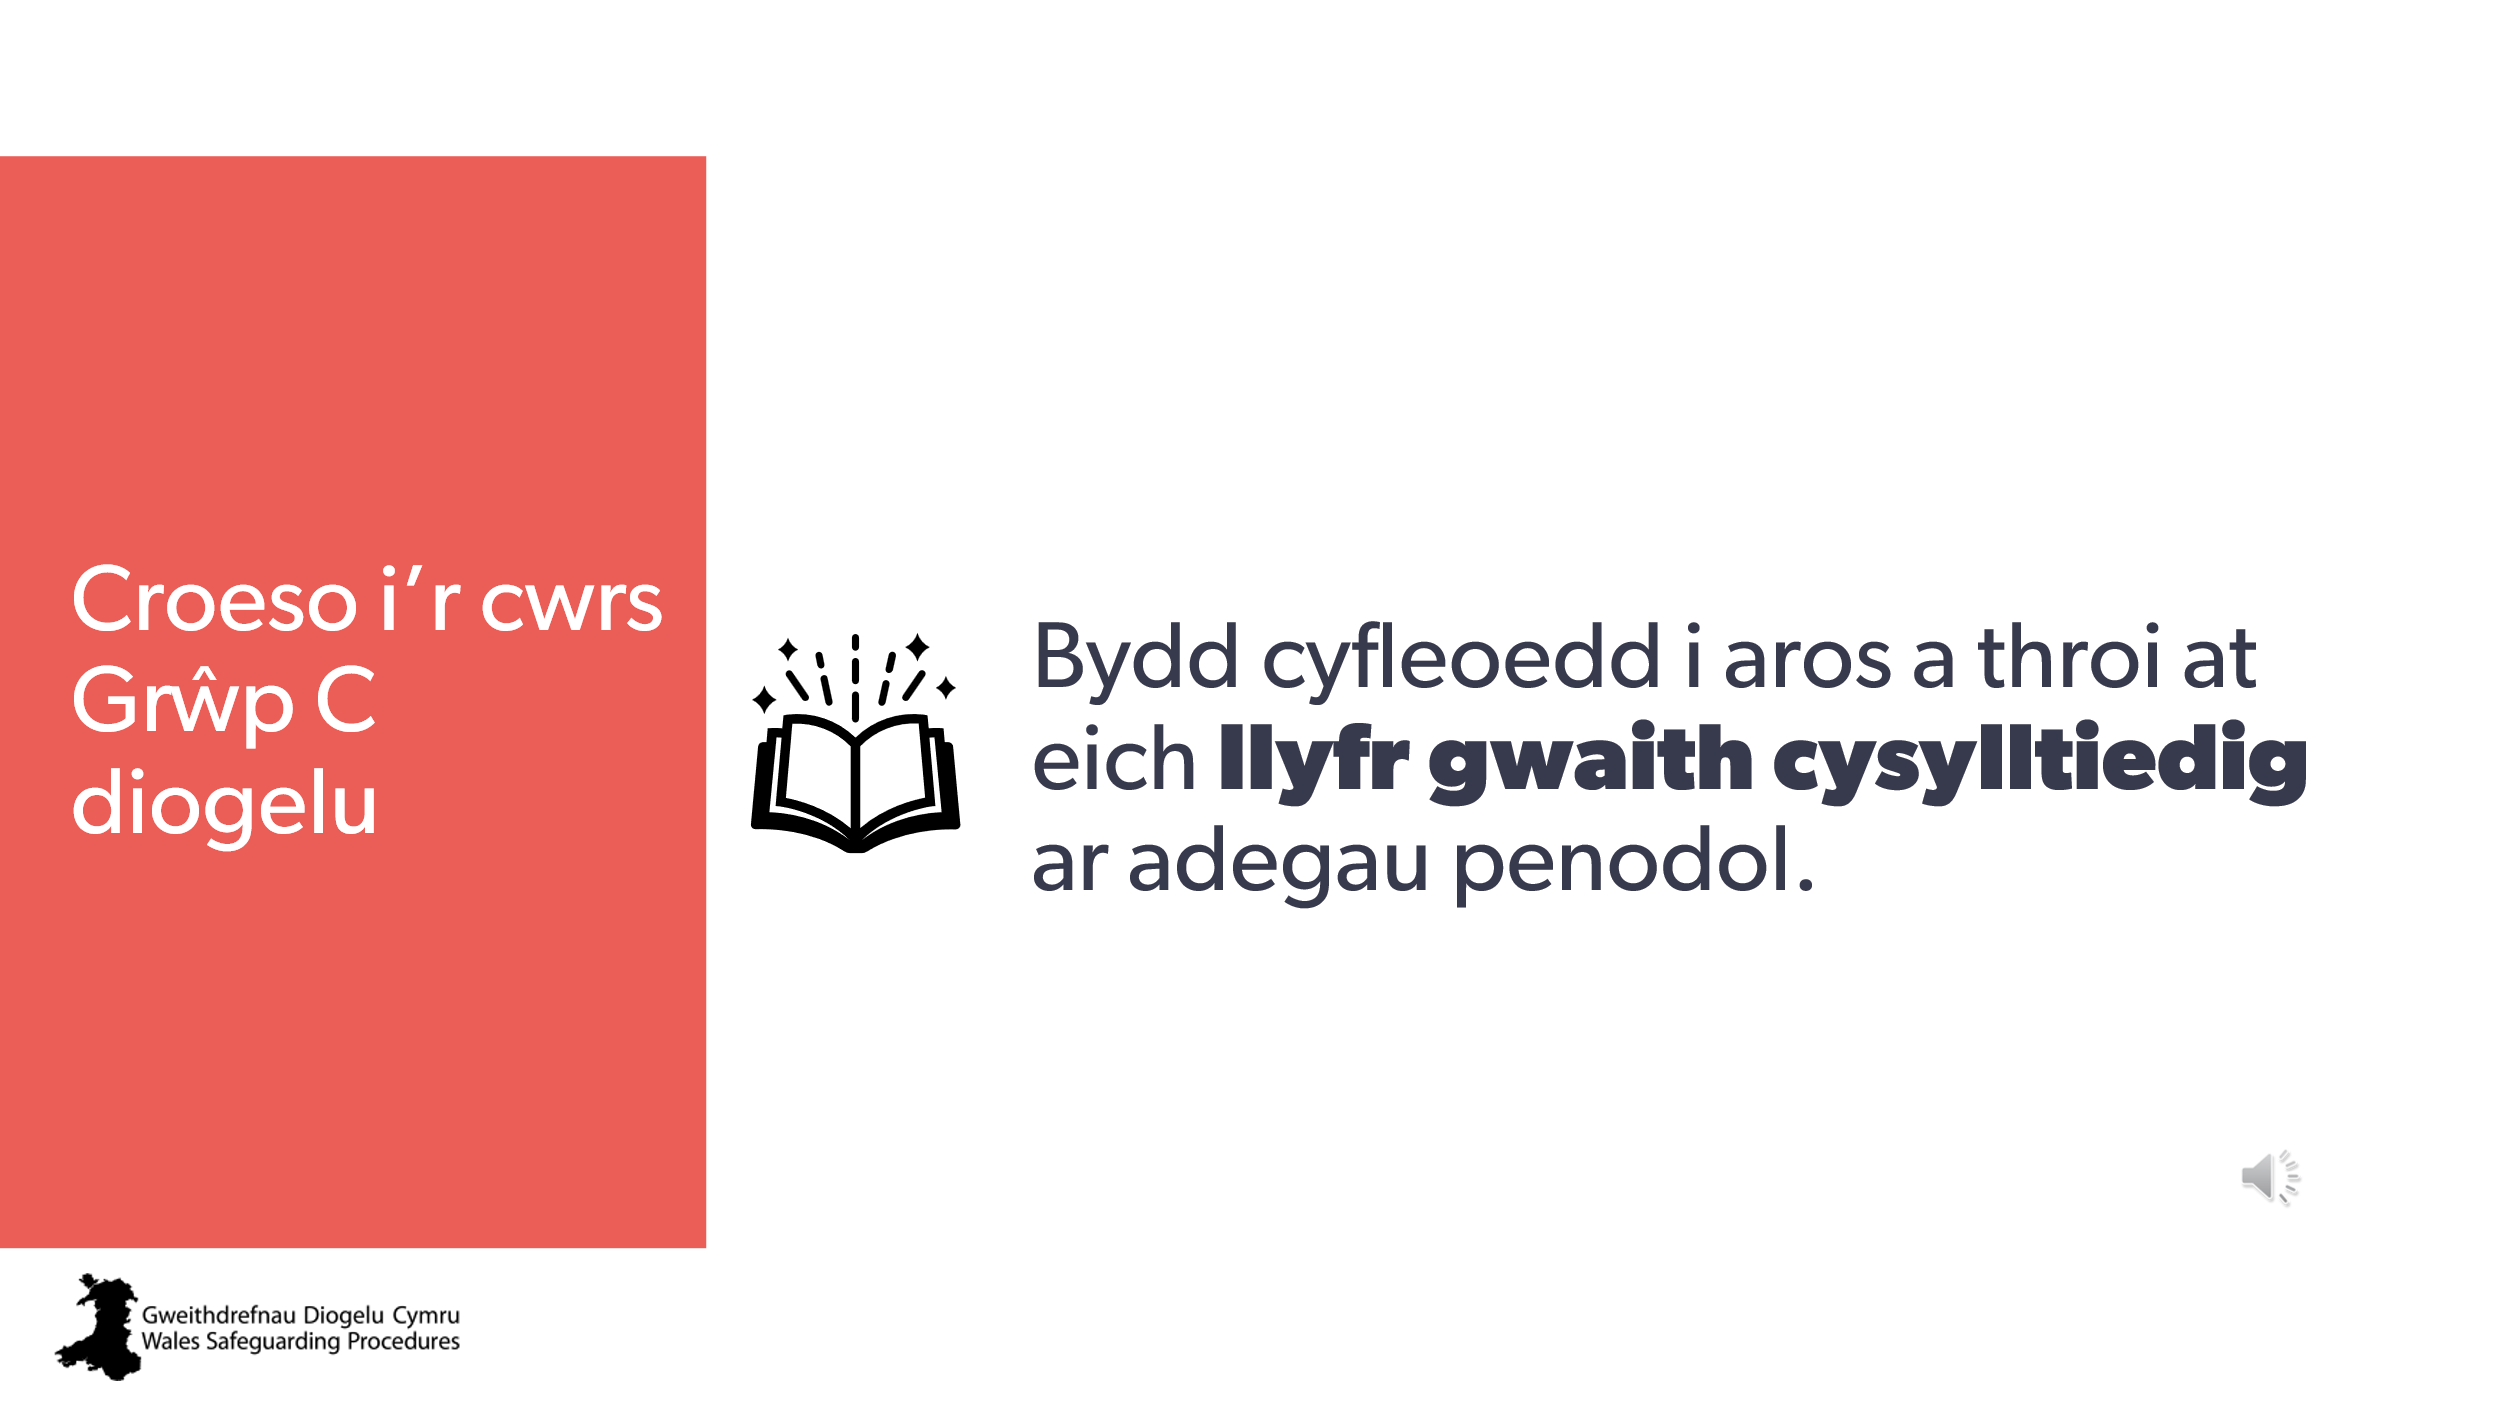 Croeso i'r cwrs
Grŵp C
diogelu
Bydd cyfleoedd i aros a throi at
eich llyfr gwaith cysylltiedig
ar adegau penodol.
Gweithdrefnau Diogelu Cymru
Wales Safeguarding Procedures